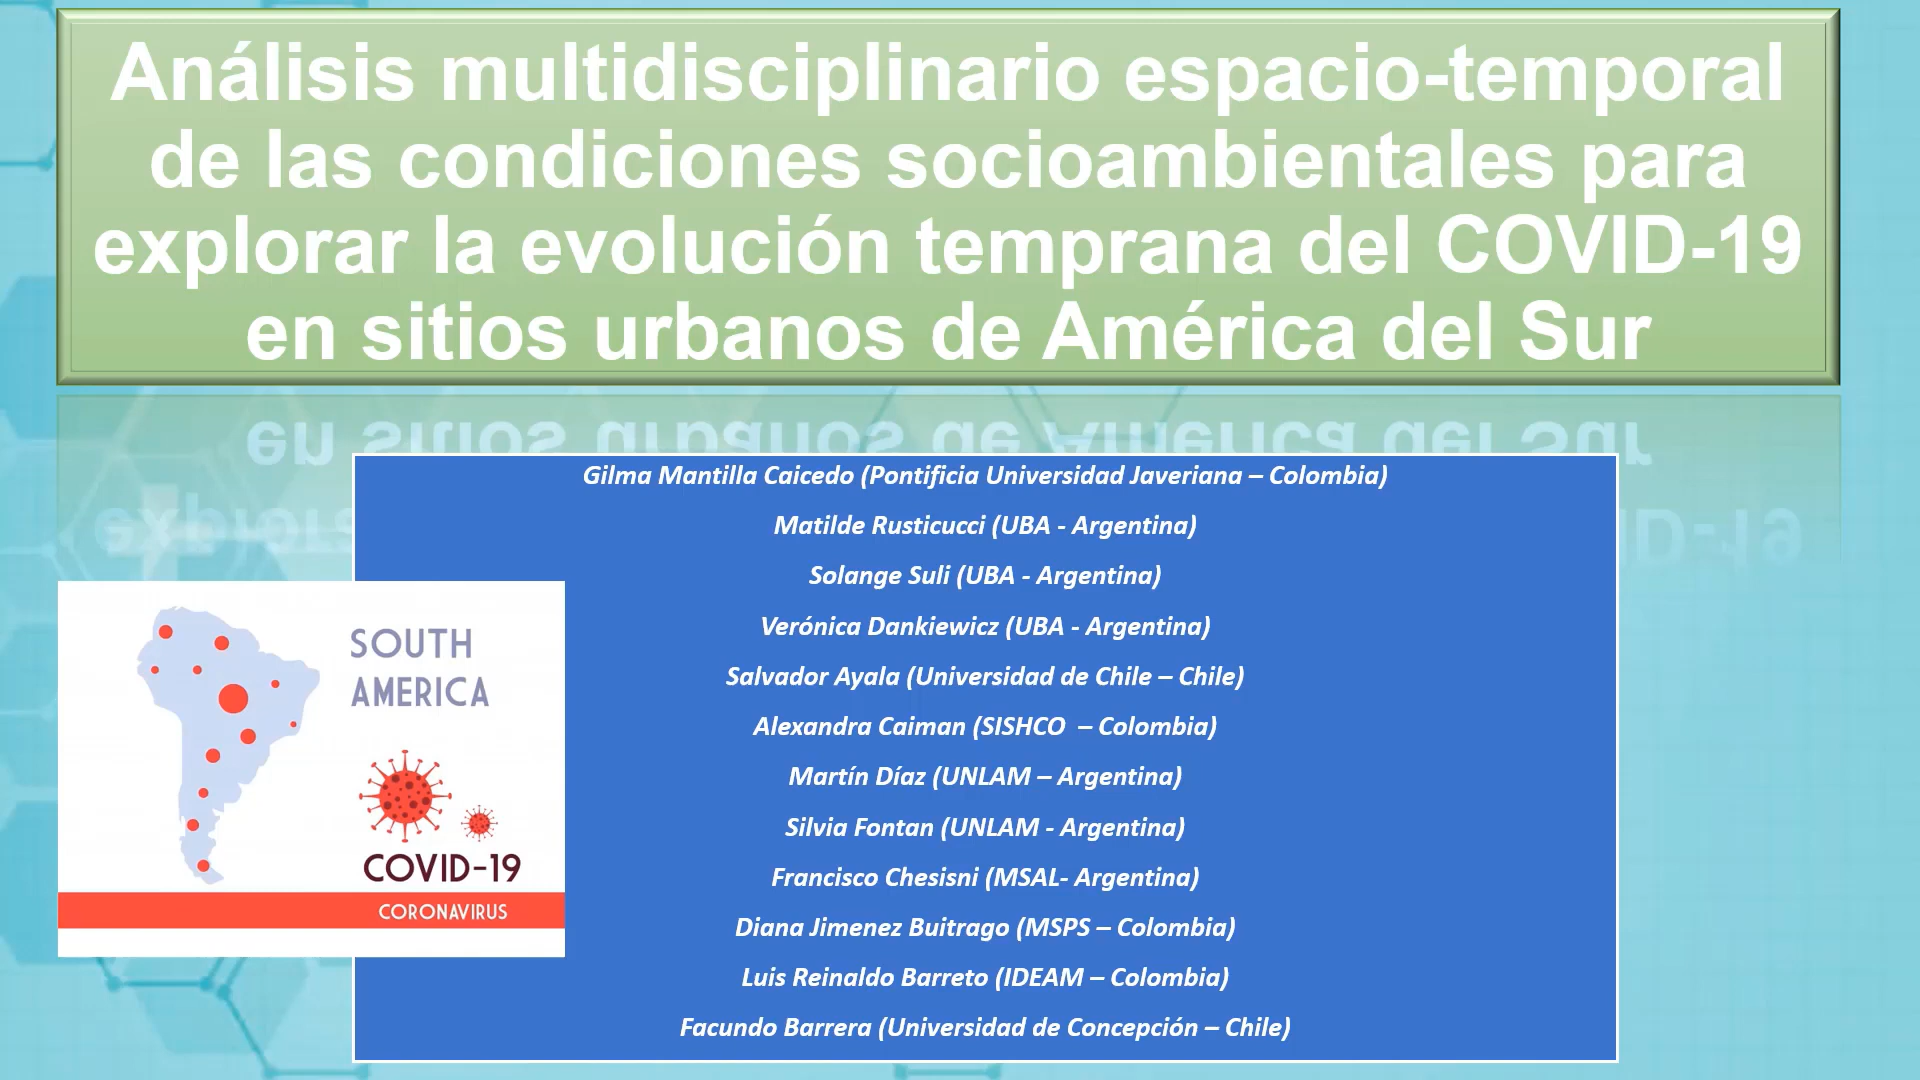 Análisis multidisciplinario espacio-temporal
de las condiciones socioambientales para
explorar la evolución temprana del COVID-19
en sitios urbanos de América del Sur
Gilma Mantilla Caicedo (Pontificia Universidad Javeriana – Colombia)
Matilde Rusticucci (UBA - Argentina)
Solange Suli (UBA - Argentina)
Verónica Dankiewicz (UBA - Argentina)
Salvador Ayala (Universidad de Chile – Chile)
Alexandra Caiman (SISHCO – Colombia)
Martín Díaz (UNLAM – Argentina)
Silvia Fontan (UNLAM - Argentina)
Francisco Chesisni (MSAL- Argentina)
Diana Jimenez Buitrago (MSPS – Colombia)
Luis Reinaldo Barreto (IDEAM – Colombia)
Facundo Barrera (Universidad de Concepción – Chile)
SOUTH
AMERICA
COVID-19
CORONAVIRUS